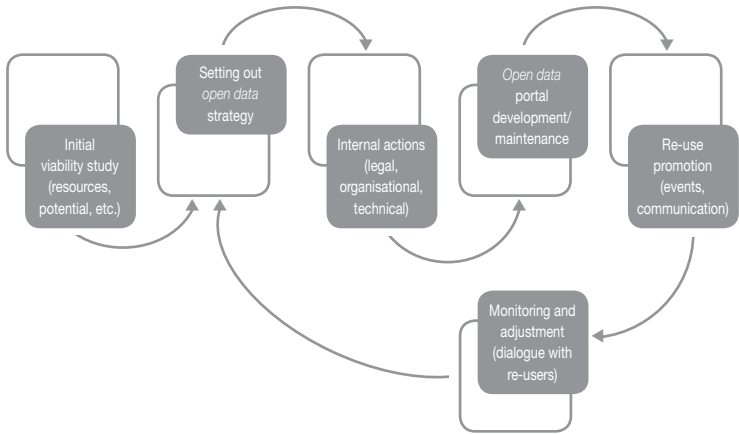 Initial
viability study
(resources,
potential, etc.)
Setting out
open data
strategy
Internal actions
(legal,
organisational,
technical)
Open data
portal
development/
maintenance
Re-use
promotion
(events,
communication)
Monitoring and
adjustment
(dialogue with
re-users)